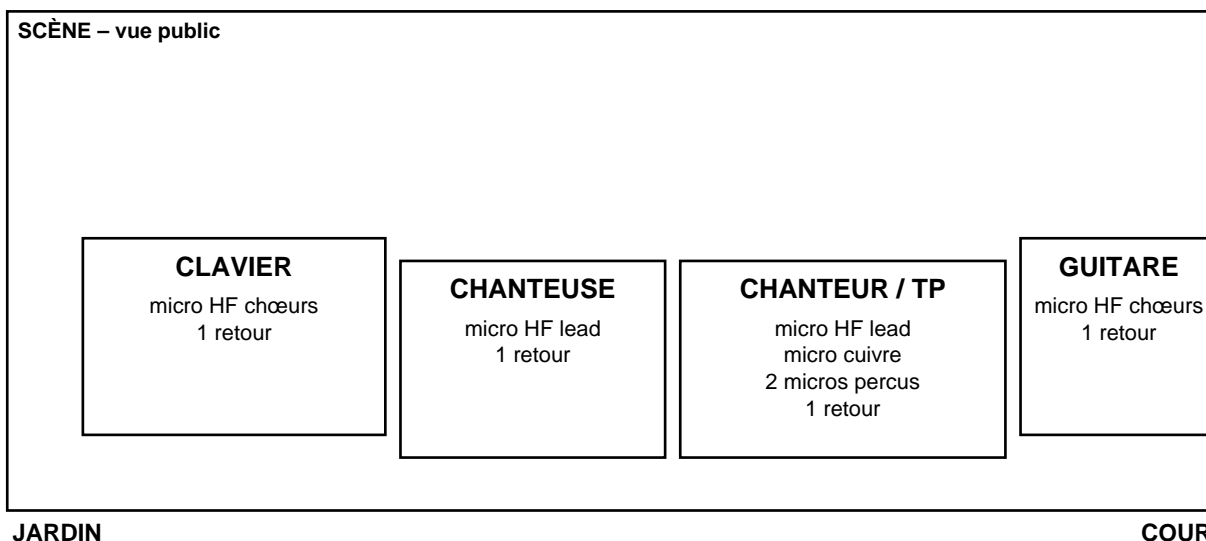 SCÈNE – vue public
CLAVIER
micro HF chœurs
1 retour
CHANTEUSE
micro HF lead
1 retour
CHANTEUR / TP
micro HF lead
micro cuivre
2 micros percus
1 retour
GUITARE
micro HF chœurs
1 retour
JARDIN
COUR